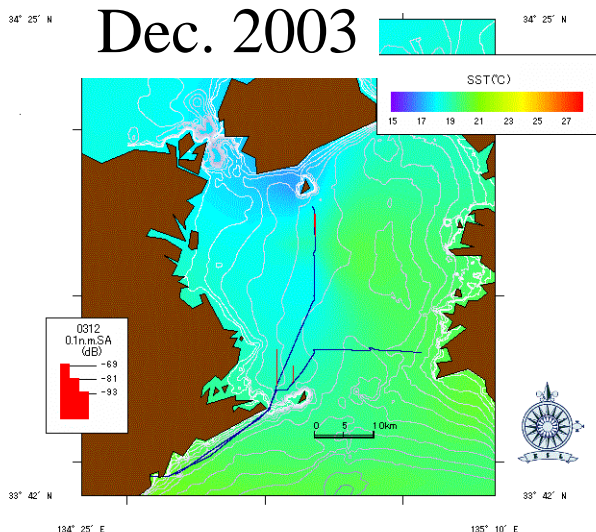 Dec. 2003
34° 25′ N
34° 25′ N
SST(℃)
15 17 19 21 23 25 27
0312
0.1n.m.SA
(dB)
-69
-81
-93
0 5 10km
33° 42′ N
33° 42′ N
134° 25′ E
135° 10′ E